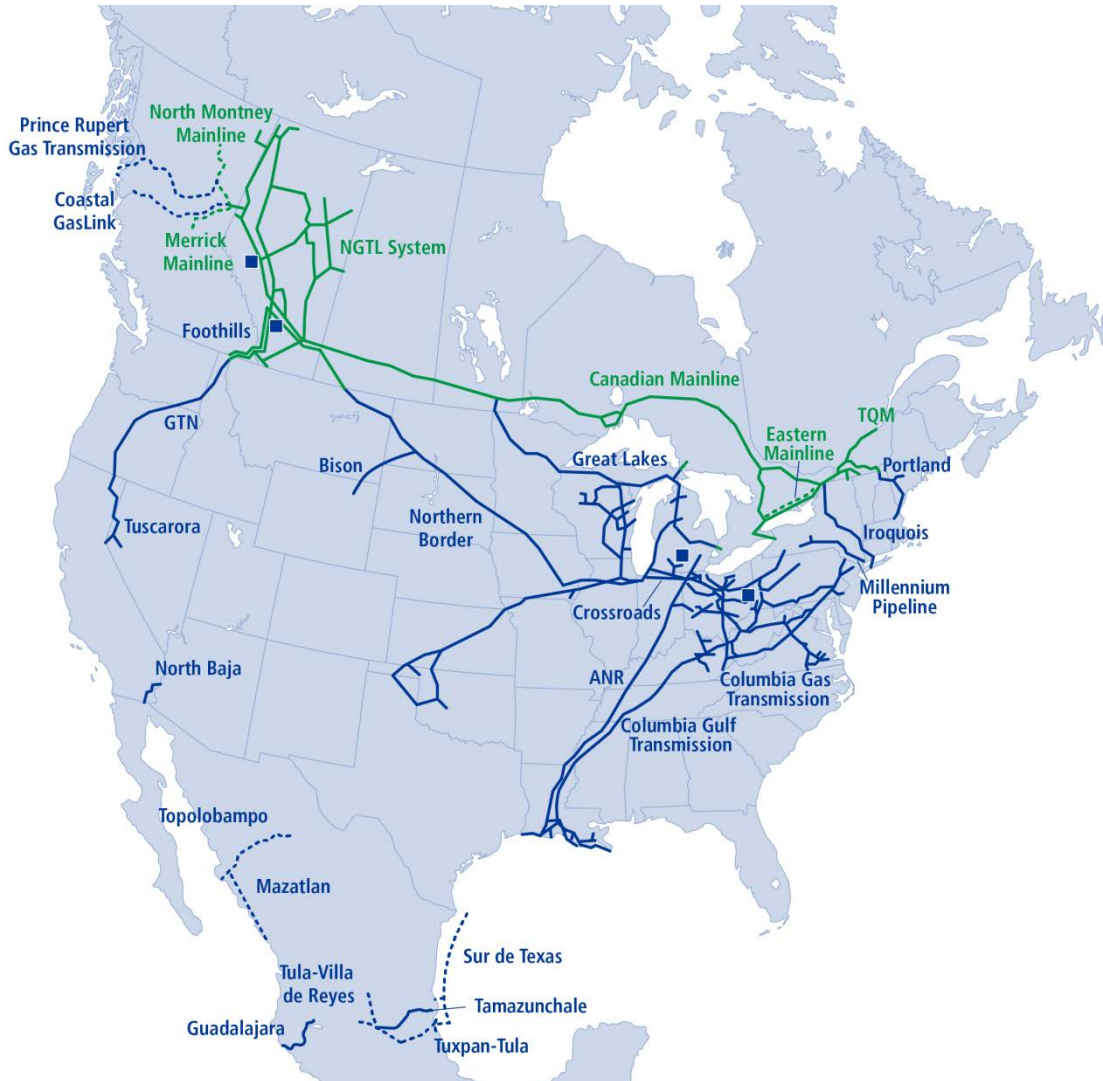 North Montney
Mainline
Prince Rupert
Gas Transmission
Coastal
GasLink
Merrick
Mainline
NGTL System
Foothills
Canadian Mainline
TQM
Eastern
Mainline
GTN
Great Lakes
Portland
Bison
Northern
Border
Tuscarora
Iroquois
Millennium
Pipeline
Crossroads
North Baja
ANR
Columbia Gas
Transmission
Columbia Gulf
Transmission
Topolobampo
Mazatlan
Sur de Texas
Tula-Villa
de Reyes
Tamazunchale
Guadalajara
Tuxpan-Tula